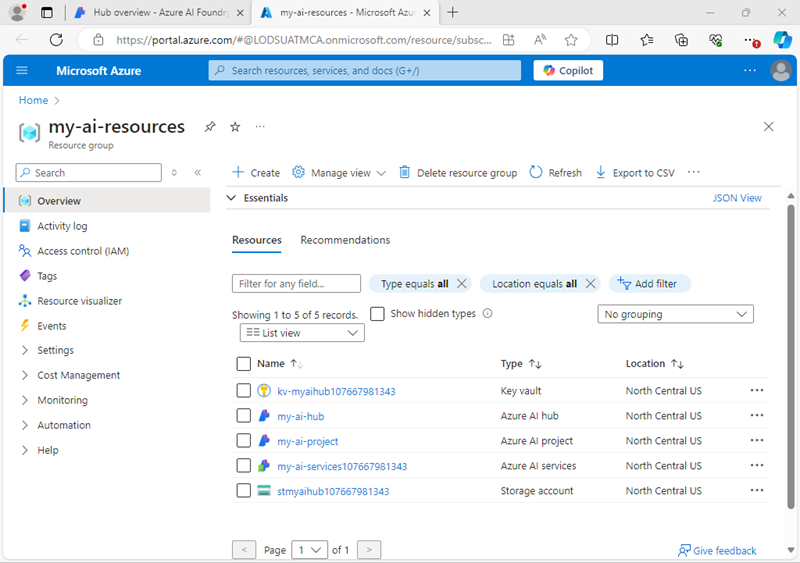 Hub overview - Azure AI Foundry
my-ai-resources - Microsoft Azur
https://portal.azure.com/#@LODSUATMCA.onmicrosoft.com/resource/subsc...
Microsoft Azure
Search resources, services, and docs (G+/)
Copilot
Home
my-ai-resources
Resource group
Search
Create
Manage view
Delete resource group
Refresh
Export to CSV
Overview
Activity log
Access control (IAM)
Tags
Resource visualizer
Events
Settings
Cost Management
Monitoring
Automation
Help
Essentials
JSON View
Resources
Recommendations
Filter for any field...
Type equals all
Location equals all
Add filter
Showing 1 to 5 of 5 records.
Show hidden types
No grouping
List view
Name Type Location
kv-myaihub107667981343 Key vault North Central US
my-ai-hub Azure AI hub North Central US
my-ai-project Azure AI project North Central US
my-ai-services107667981343 Azure AI services North Central US
stmyaihub107667981343 Storage account North Central US
< Page 1 of 1 >
Give feedback